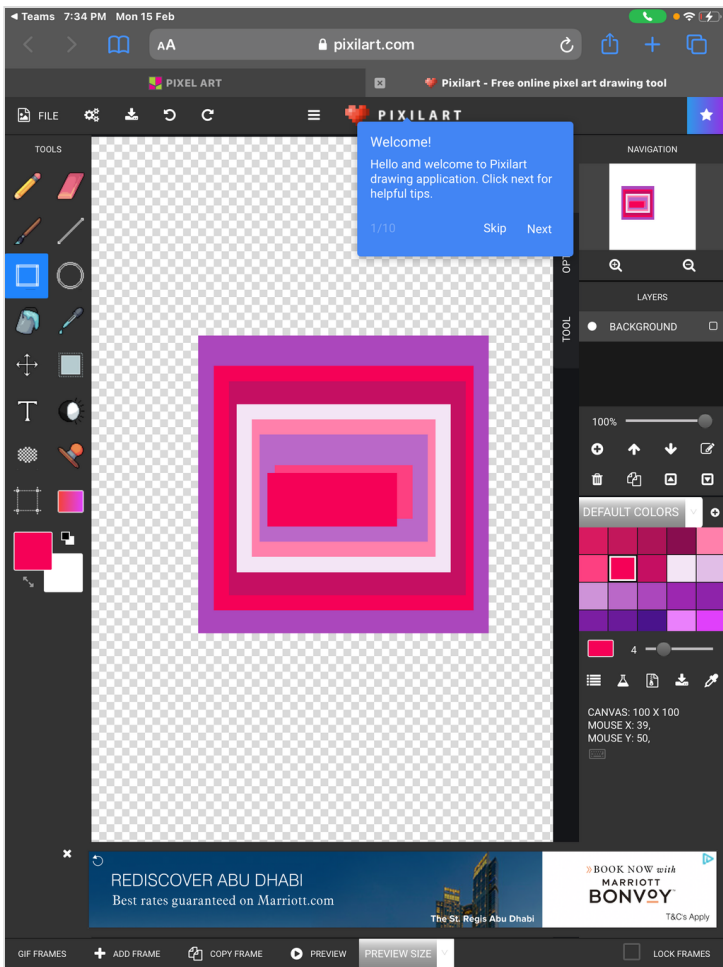 ◀ Teams 7:34 PM Mon 15 Feb
AA
pixilart.com
PIXEL ART
Pixilart - Free online pixel art drawing tool
FILE
PIXILART
TOOLS
Welcome!
Hello and welcome to Pixilart
drawing application. Click next for
helpful tips.
1/10
Skip
Next
NAVIGATION
OPT
TOOL
LAYERS
BACKGROUND
100%
T
DEFAULT COLORS
4
CANVAS: 100 X 100
MOUSE X: 39,
MOUSE Y: 50,
REDISCOVER ABU DHABI
Best rates guaranteed on Marriott.com
The St. Regis Abu Dhabi
»BOOK NOW with
MARRIOTT
BONVOY
T&C's Apply
GIF FRAMES
ADD FRAME
COPY FRAME
PREVIEW
PREVIEW SIZE
LOCK FRAMES